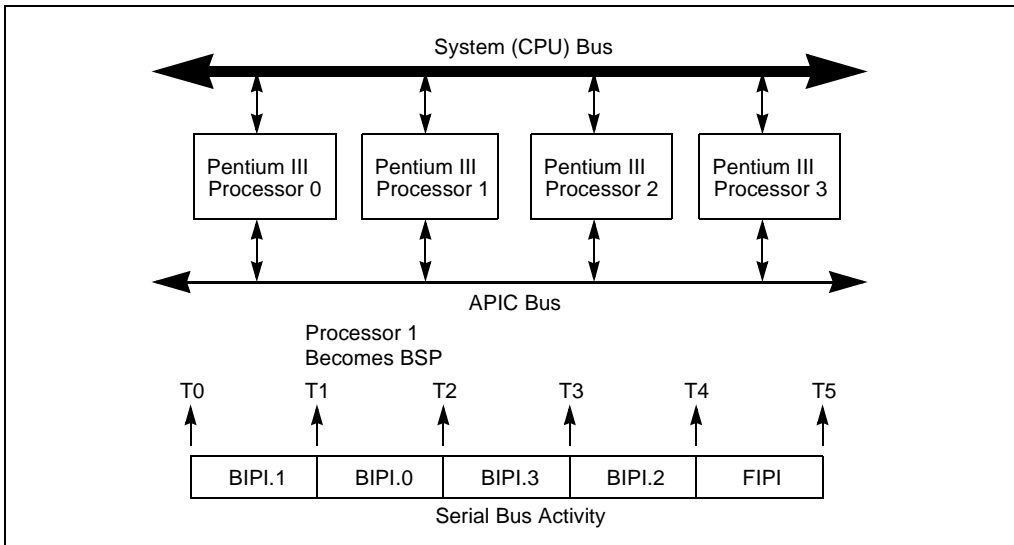 System (CPU) Bus
Pentium III
Processor 0
Pentium III
Processor 1
Pentium III
Processor 2
Pentium III
Processor 3
APIC Bus
Processor 1
Becomes BSP
T0 T1 T2 T3 T4 T5
BIPI.1 BIPI.0 BIPI.3 BIPI.2 FIPI
Serial Bus Activity